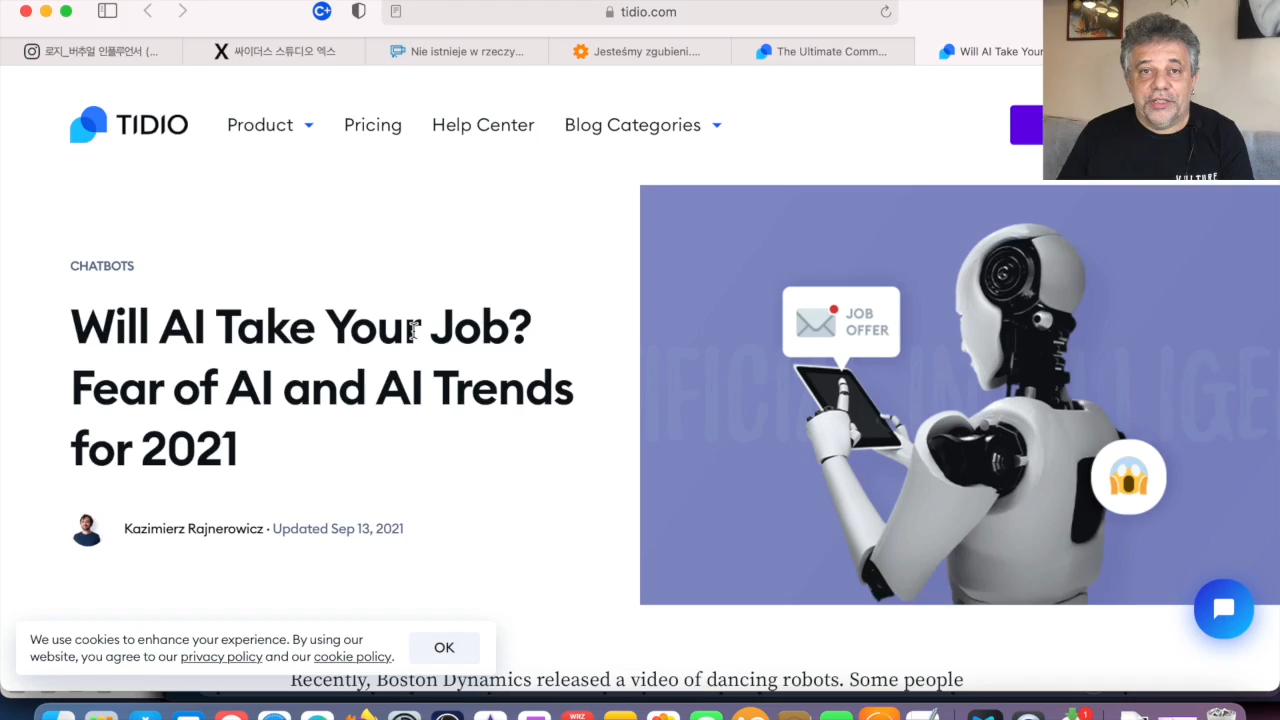 tidio.com
로지_버추얼 인플루언서 (...
싸이더스 스튜디오 엑스
Nie istnieje w rzeczy...
Jesteśmy zgubieni....
The Ultimate Comm...
Will AI Take Your
TIDIO
Product
Pricing
Help Center
Blog Categories
CHATBOTS
Will AI Take Your Job?
Fear of AI and AI Trends
for 2021
Kazimierz Rajnerowicz · Updated Sep 13, 2021
JOB
OFFER
We use cookies to enhance your experience. By using our
website, you agree to our privacy policy and our cookie policy.
OK
Recently, Boston Dynamics released a video of dancing robots. Some people
WRZ
1